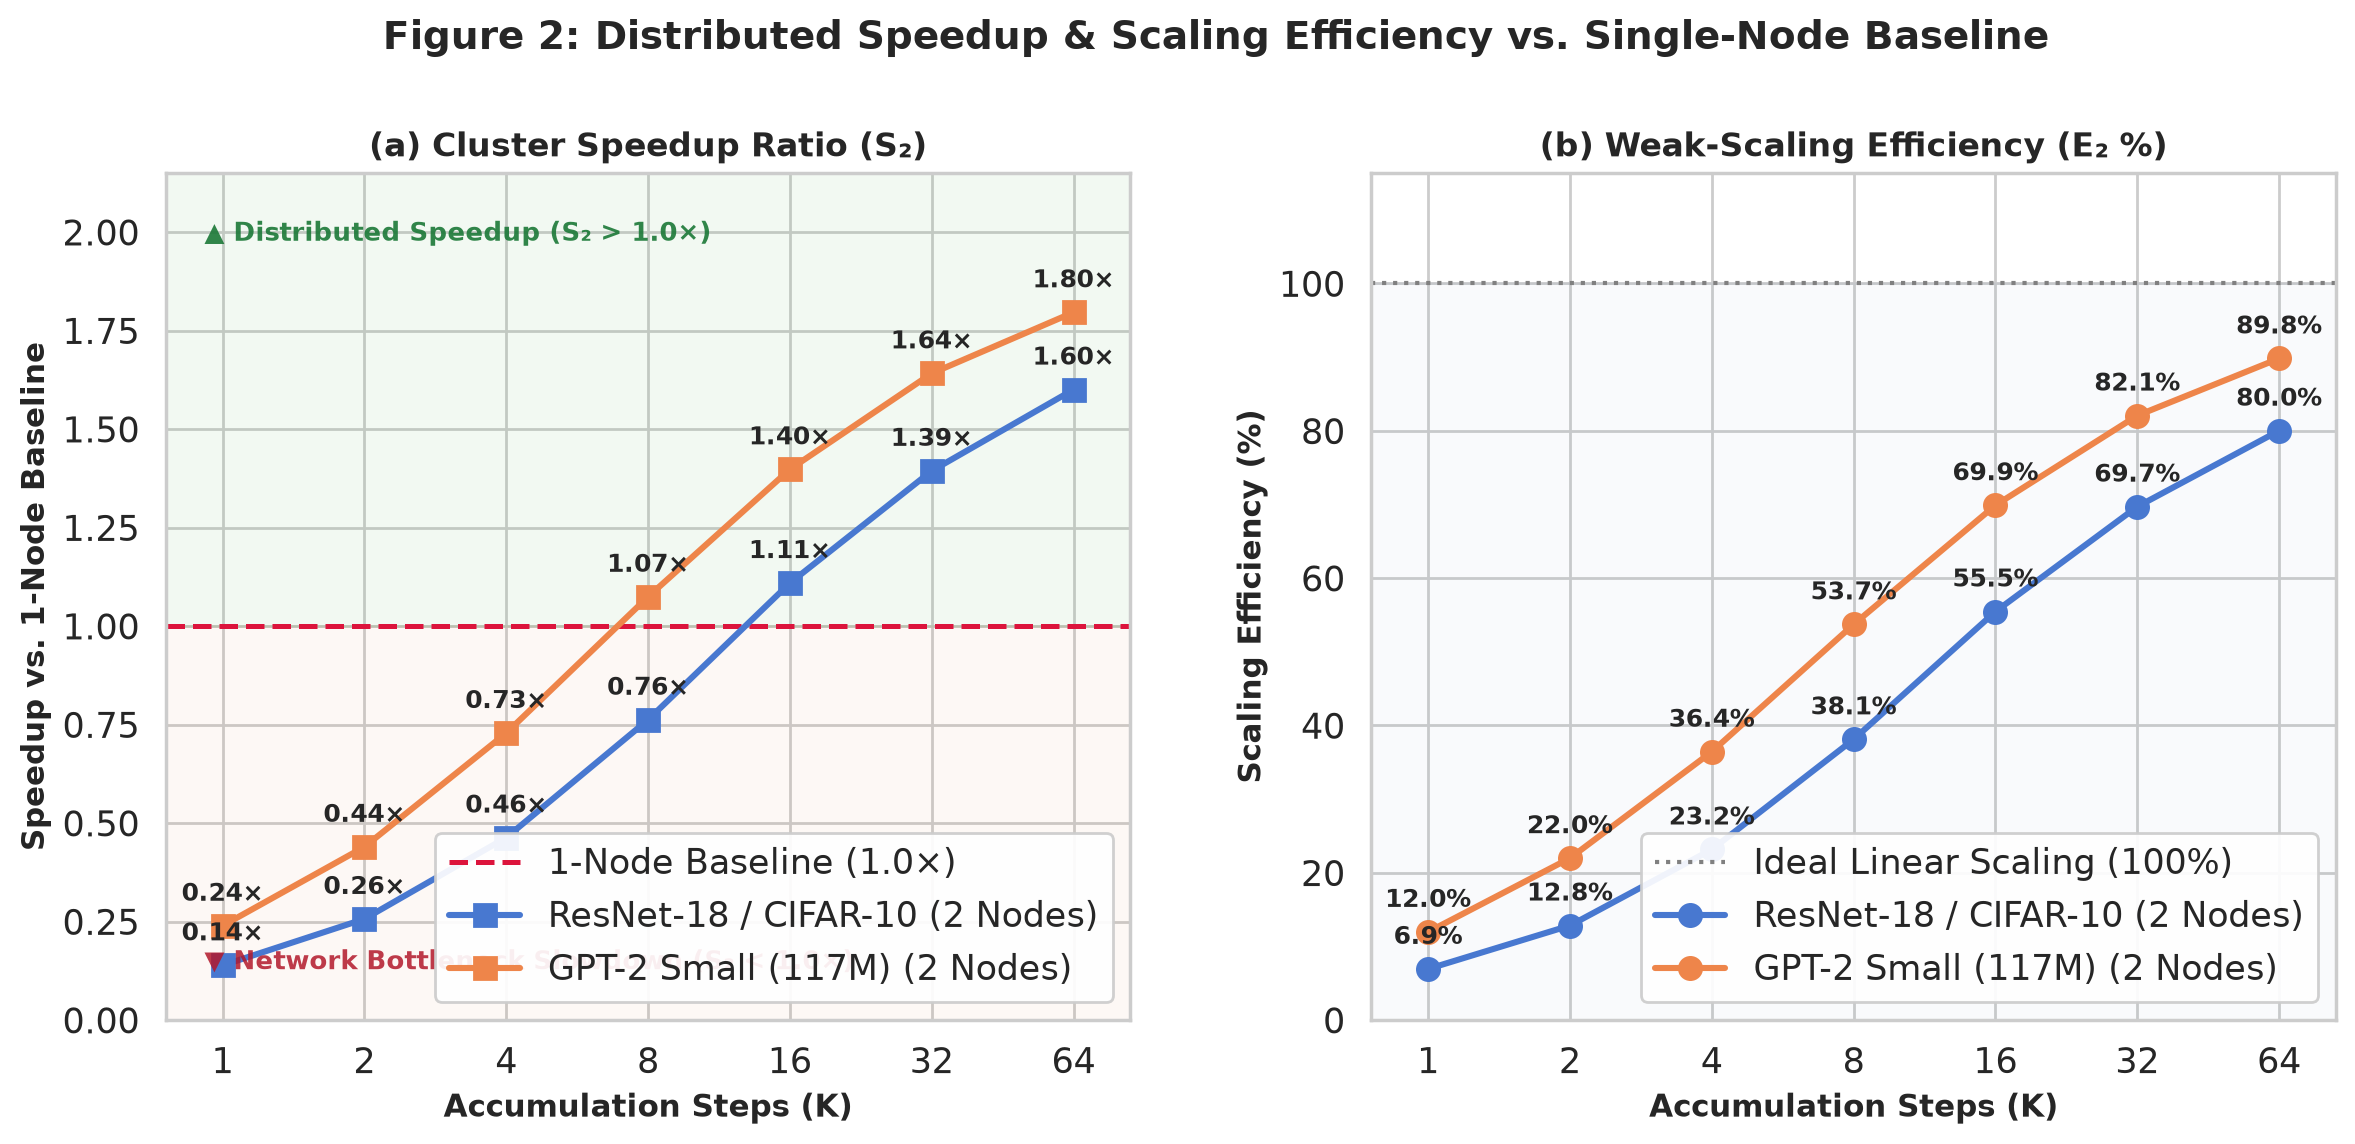 Figure 2: Distributed Speedup & Scaling Efficiency vs. Single-Node Baseline
(a) Cluster Speedup Ratio (S₂)
Speedup vs. 1-Node Baseline
2.00
1.75
1.50
1.25
1.00
0.75
0.50
0.25
0.00
▲ Distributed Speedup (S₂ > 1.0×)
1.80×
1.64×
1.60×
1.40×
1.39×
1.07×
1.11×
0.73×
0.76×
0.44×
0.46×
0.24×
0.26×
0.14×
▼ Network
1-Node Baseline (1.0×)
ResNet-18 / CIFAR-10 (2 Nodes)
GPT-2 Small (117M) (2 Nodes)
1 2 4 8 16 32 64
Accumulation Steps (K)
(b) Weak-Scaling Efficiency (E₂ %)
Scaling Efficiency (%)
100
80
60
40
20
0
89.8%
82.1%
80.0%
69.9%
69.7%
53.7%
55.5%
36.4%
38.1%
22.0%
23.2%
12.0%
12.8%
6.9%
Ideal Linear Scaling (100%)
ResNet-18 / CIFAR-10 (2 Nodes)
GPT-2 Small (117M) (2 Nodes)
1 2 4 8 16 32 64
Accumulation Steps (K)